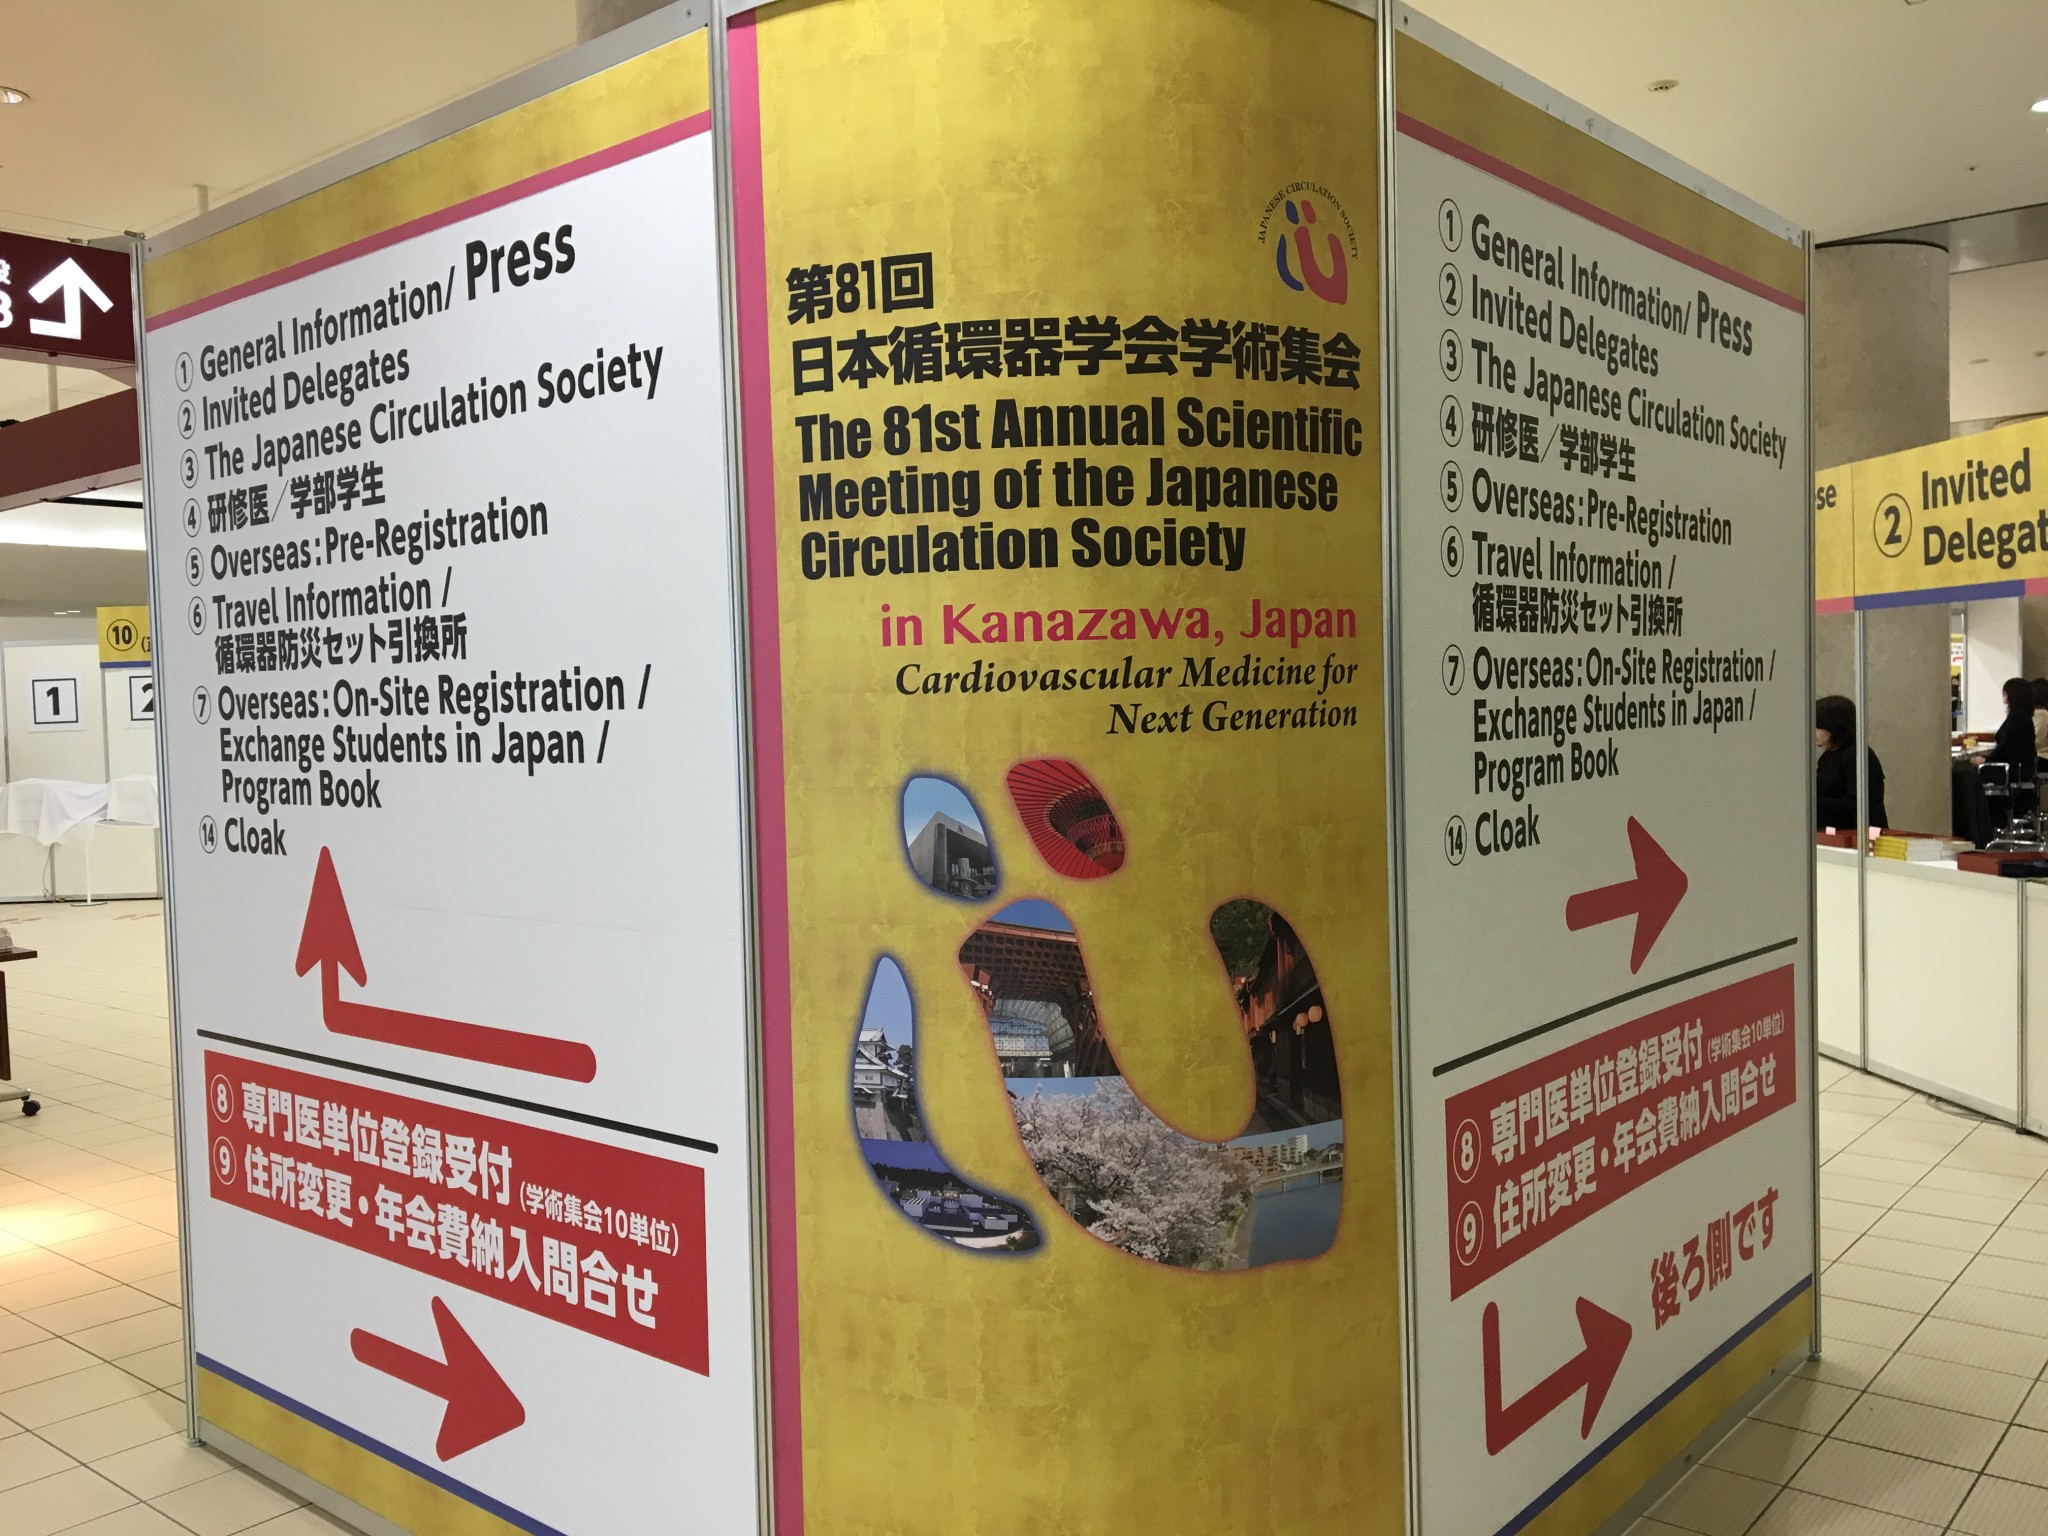 ① General Information/ Press
② Invited Delegates
③ The Japanese Circulation Society
④ 研修医／学部学生
⑤ Overseas：Pre-Registration
⑥ Travel Information /
循環器防災セット引換所
⑦ Overseas：On-Site Registration /
Exchange Students in Japan /
Program Book
⑭ Cloak
⑧ 専門医単位登録受付（学術集会10単位）
⑨ 住所変更・年会費納入問合せ
⑩
1
2
JAPANESE CIRCULATION SOCIETY
第81回
日本循環器学会学術集会
The 81st Annual Scientific
Meeting of the Japanese
Circulation Society
in Kanazawa, Japan
Cardiovascular Medicine for
Next Generation
① General Information/ Press
② Invited Delegates
③ The Japanese Circulation Society
④ 研修医／学部学生
⑤ Overseas：Pre-Registration
⑥ Travel Information /
循環器防災セット引換所
⑦ Overseas：On-Site Registration /
Exchange Students in Japan /
Program Book
⑭ Cloak
⑧ 専門医単位登録受付（学術集会10単位）
⑨ 住所変更・年会費納入問合せ
後ろ側です
② Invited